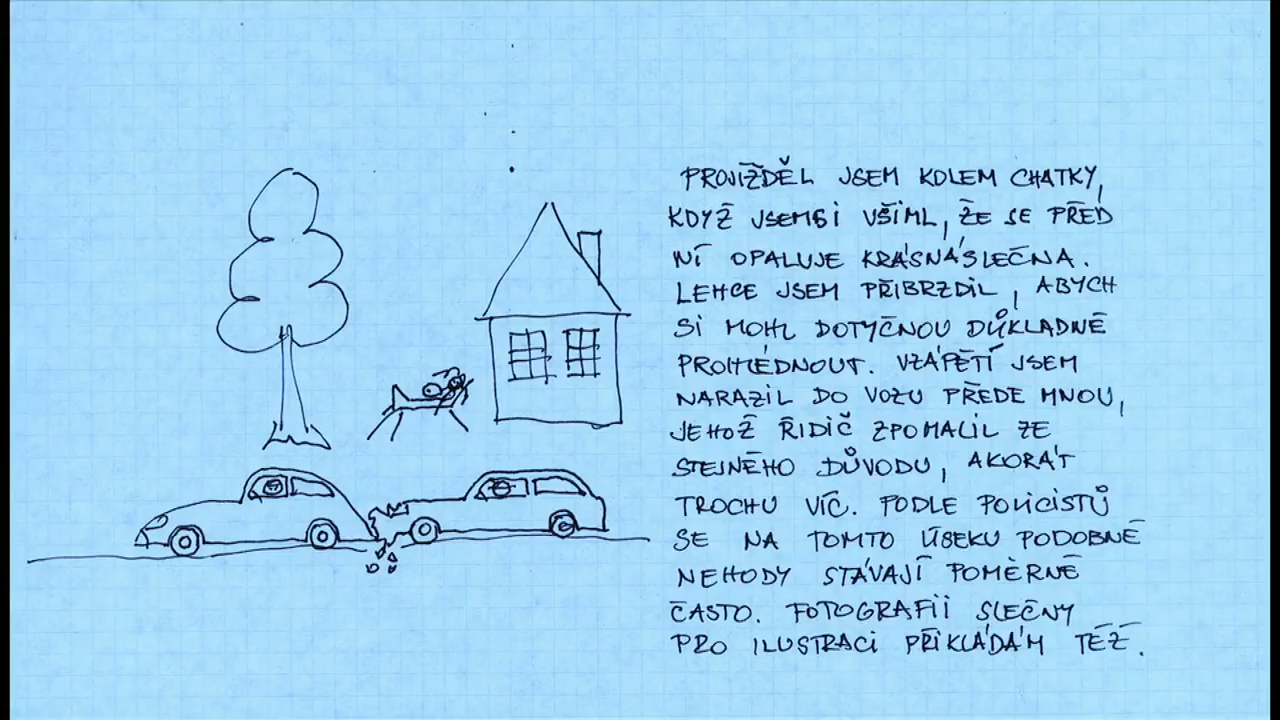 PROJÍŽDĚL JSEM KOLEM CHATKY,
KDYŽ JSEM SI VŠIML, ŽE SE PŘED
NÍ OPALUJE KRÁSNÁ SLEČNA.
LEHCE JSEM PŘIBRZDIL, ABYCH
SI MOHL DOTYČNOU DŮKLADNĚ
PROHLÉDNOUT. VZÁPĚTÍ JSEM
NARAZIL DO VOZU PŘEDE MNOU,
JEHOŽ ŘIDIČ ZPOMALIL ZE
STEJNÉHO DŮVODU, AKORÁT
TROCHU VÍC. PODLE POLICISTŮ
SE NA TOMTO ÚSEKU PODOBNÉ
NEHODY STÁVAJÍ POMĚRNĚ
ČASTO. FOTOGRAFII SLEČNY
PRO ILUSTRACI PŘIKLÁDÁM TÉŽ.